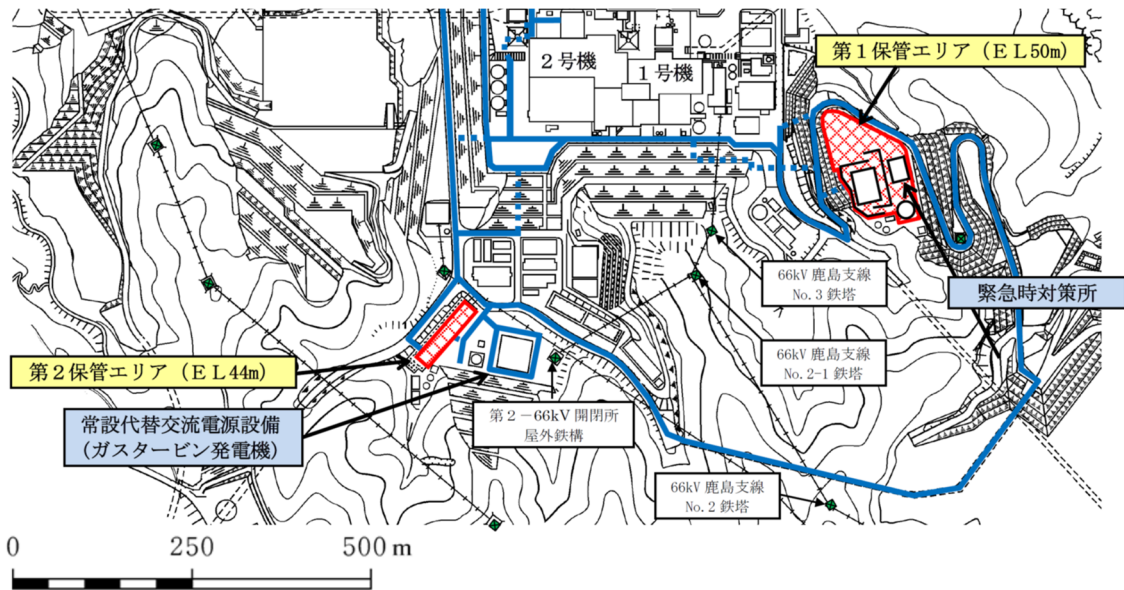 2号機
1号機
第1保管エリア(EL50m)
66kV 鹿島支線
No.3 鉄塔
緊急時対策所
第2保管エリア(EL44m)
66kV 鹿島支線
No.2-1 鉄塔
常設代替交流電源設備
(ガスタービン発電機)
第2-66kV 開閉所
屋外鉄構
66kV 鹿島支線
No.2 鉄塔
0 250 500 m